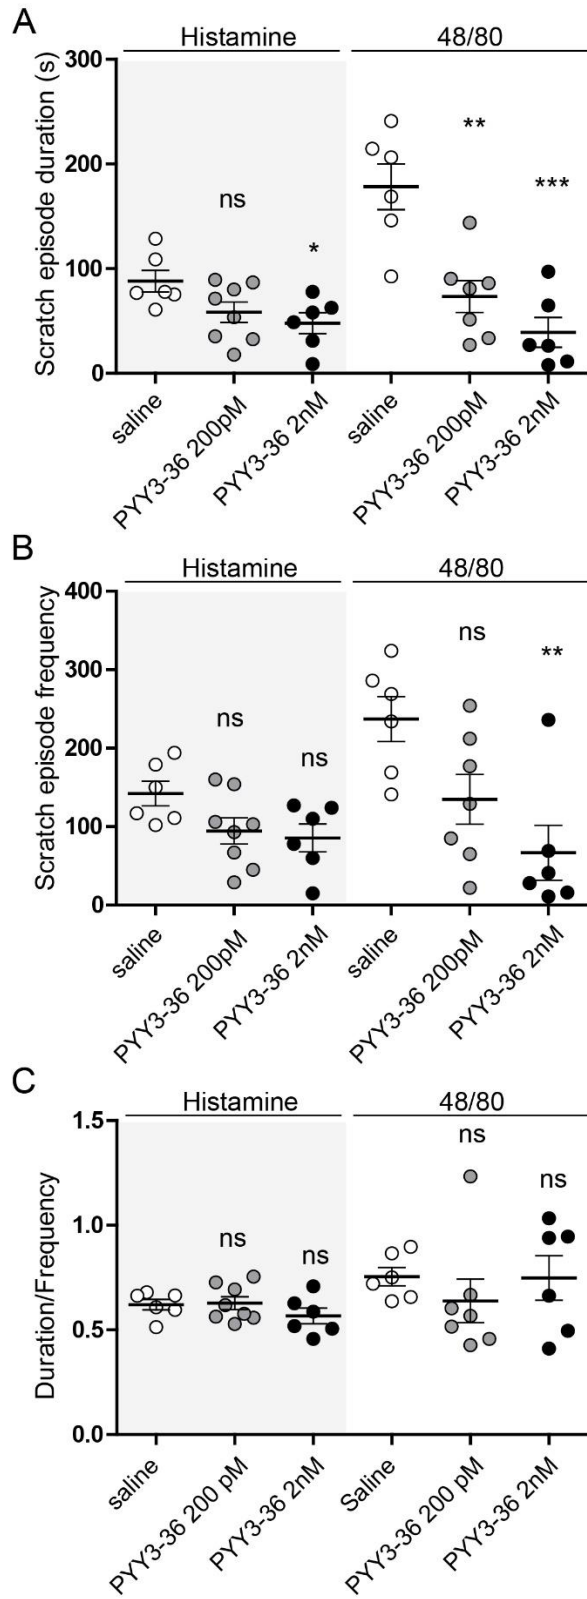 A
Histamine 48/80
Scratch episode duration (s)
300
200
100
0
ns
*
**
***
saline
PYY3-36 200pM
PYY3-36 2nM
saline
PYY3-36 200pM
PYY3-36 2nM
B
Histamine 48/80
Scratch episode frequency
400
300
200
100
0
ns
ns
ns
**
saline
PYY3-36 200pM
PYY3-36 2nM
saline
PYY3-36 200pM
PYY3-36 2nM
C
Histamine 48/80
Duration/Frequency
1.5
1.0
0.5
0.0
ns
ns
ns
ns
saline
PYY3-36 200 pM
PYY3-36 2nM
Saline
PYY3-36 200 pM
PYY3-36 2nM